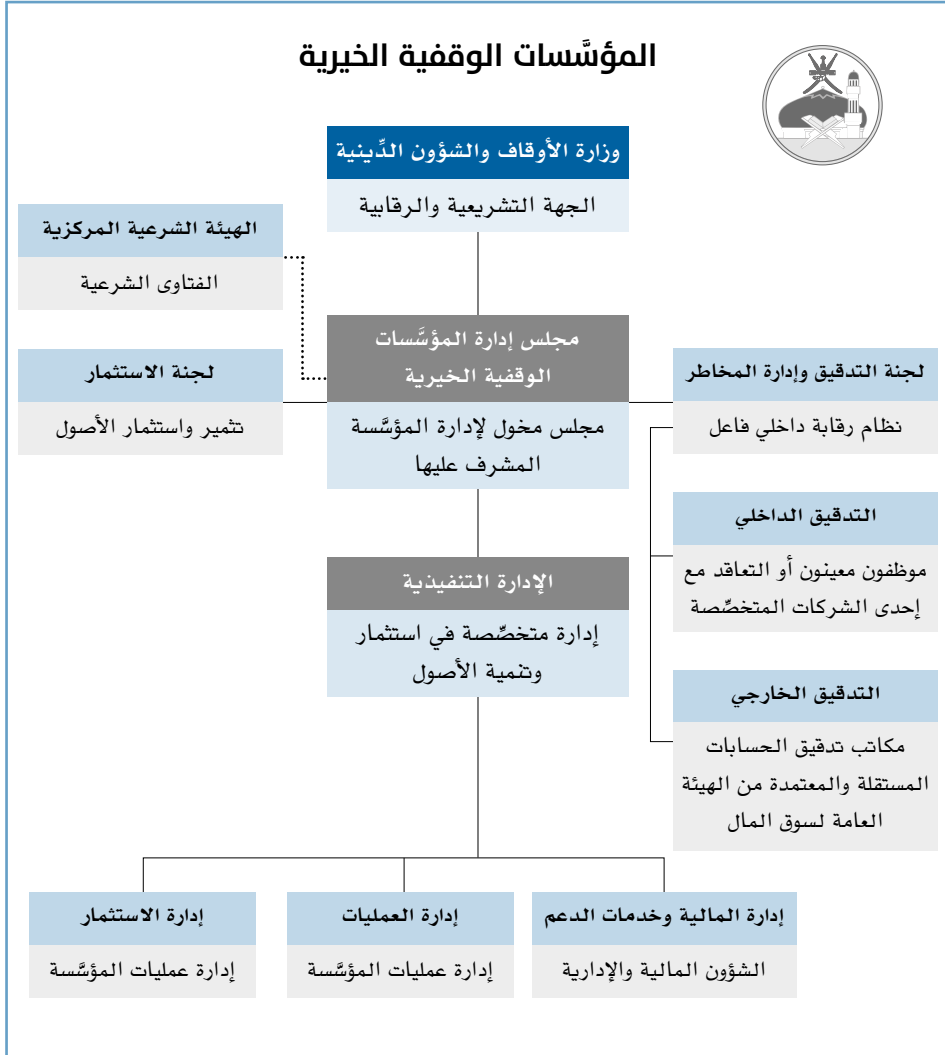 المؤسَّسات الوقفية الخيرية
وزارة الأوقاف والشؤون الدِّينية
الجهة التشريعية والرقابية
الهيئة الشرعية المركزية
الفتاوى الشرعية
مجلس إدارة المؤسَّسات
الوقفية الخيرية
مجلس مخول لإدارة المؤسَّسة
المشرف عليها
لجنة التدقيق وإدارة المخاطر
نظام رقابة داخلي فاعل
لجنة الاستثمار
تثمير واستثمار الأصول
التدقيق الداخلي
موظفون معينون أو التعاقد مع
إحدى الشركات المتخصِّصة
الإدارة التنفيذية
إدارة متخصِّصة في استثمار
وتنمية الأصول
التدقيق الخارجي
مكاتب تدقيق الحسابات
المستقلة والمعتمدة من الهيئة
العامة لسوق المال
إدارة المالية وخدمات الدعم
الشؤون المالية والإدارية
إدارة العمليات
إدارة عمليات المؤسَّسة
إدارة الاستثمار
إدارة عمليات المؤسَّسة